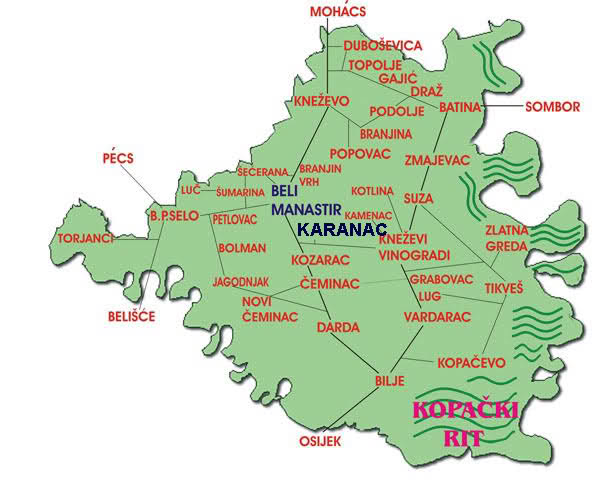 MOHÁCS
DUBOŠEVICA
TOPOLJE
GAJIĆ
DRAŽ
KNEŽEVO
PODOLJE
BATINA
SOMBOR
BRANJINA
POPOVAC
PÉCS
ZMAJEVAC
ŠEČERANA
BRANJIN
VRH
LUČ
ŠUMARINA
BELI
MANASTIR
KOTLINA
SUZA
B.P.SELO
PETLOVAC
KAMENAC
KARANAC
ZLATNA
GREDA
TORJANCI
KNEŽEVI
VINOGRADI
BOLMAN
KOZARAC
JAGODNJAK
ČEMINAC
GRABOVAC
TIKVEŠ
LUG
NOVI
ČEMINAC
BELIŠĆE
DARDA
VARDARAC
KOPAČEVO
BILJE
KOPAČKI
RIT
OSIJEK